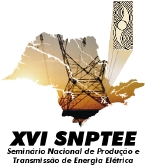 XVI SNPTEE
Seminário Nacional de Produção e
Transmissão de Energia Elétrica